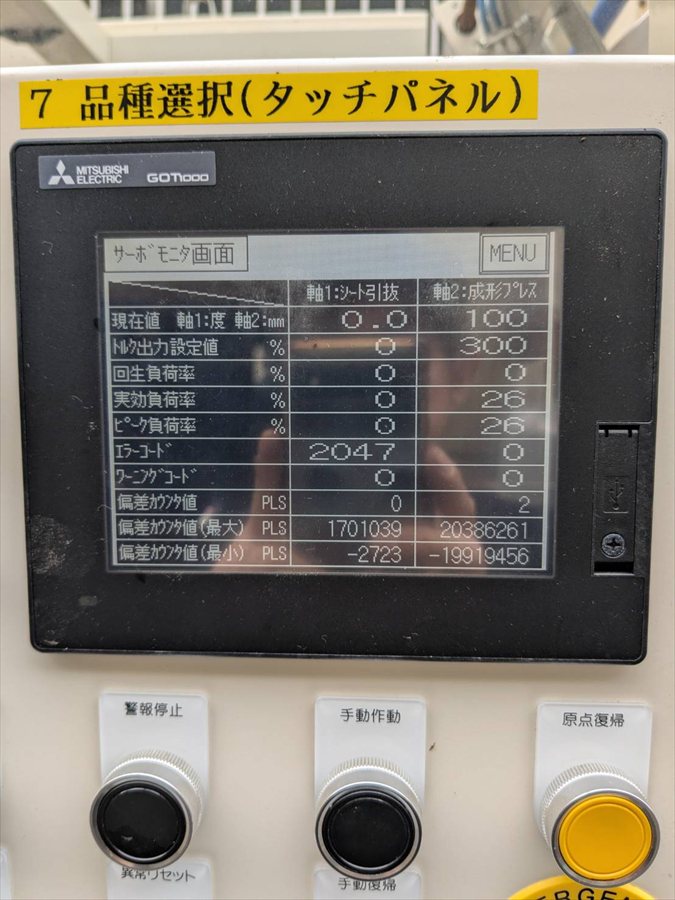 7 品種選択(タッチパネル)
MITSUBISHI ELECTRIC GOT1000
サーボモニタ画面 MENU
軸1:シート引抜 軸2:成形プレス
現在値 軸1:度 軸2:mm 0.0 100
トルク出力設定値 % 0 300
回生負荷率 % 0 0
実効負荷率 % 0 26
ピーク負荷率 % 0 26
エラーコード 2047 0
ワーニングコード 0 0
偏差カウンタ値 PLS 0 2
偏差カウンタ値(最大) PLS 1701039 20386261
偏差カウンタ値(最小) PLS -2723 -19919456
警報停止 手動作動 原点復帰
異常リセット 手動復帰
ERGEN